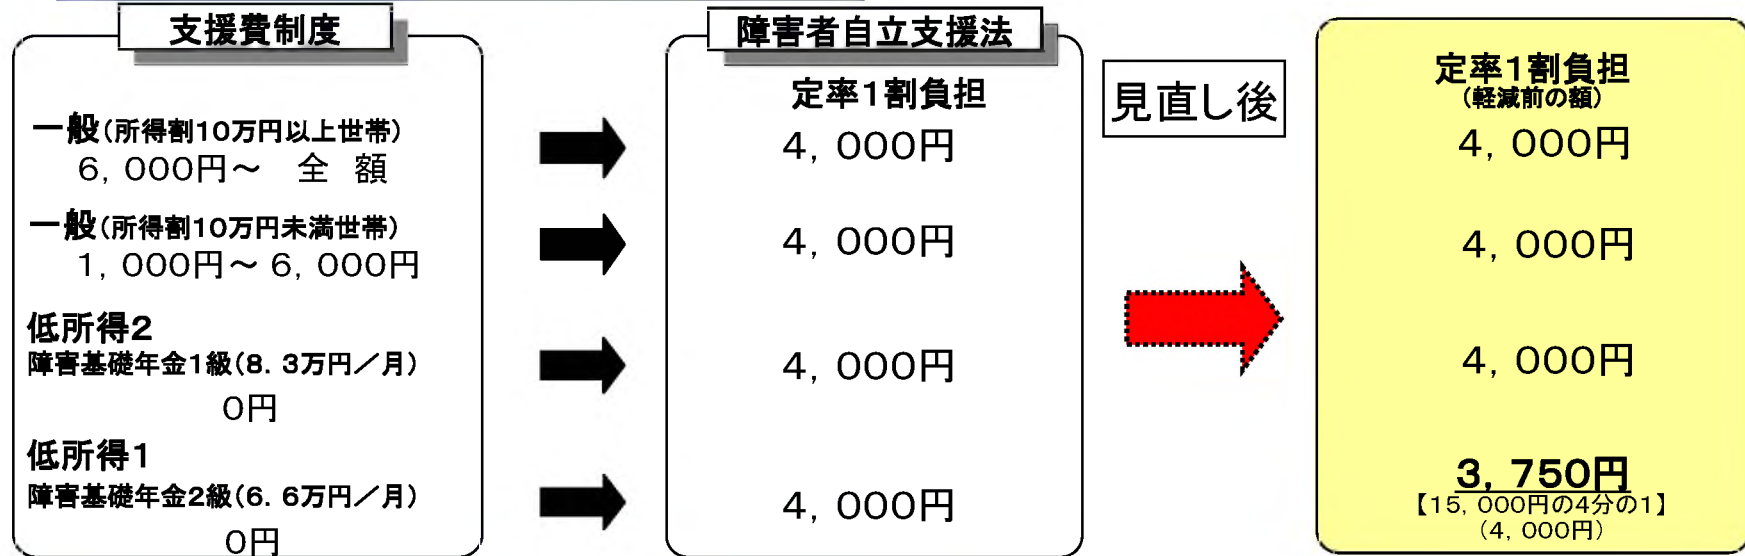 支援費制度
一般(所得割10万円以上世帯)
6,000円～ 全 額
一般(所得割10万円未満世帯)
1,000円～ 6,000円
低所得2
障害基礎年金1級(8.3万円／月)
0円
低所得1
障害基礎年金2級(6.6万円／月)
0円
障害者自立支援法
定率1割負担
4,000円
4,000円
4,000円
4,000円
見直し後
定率1割負担
(軽減前の額)
4,000円
4,000円
4,000円
3,750円
【15,000円の4分の1】
(4,000円)